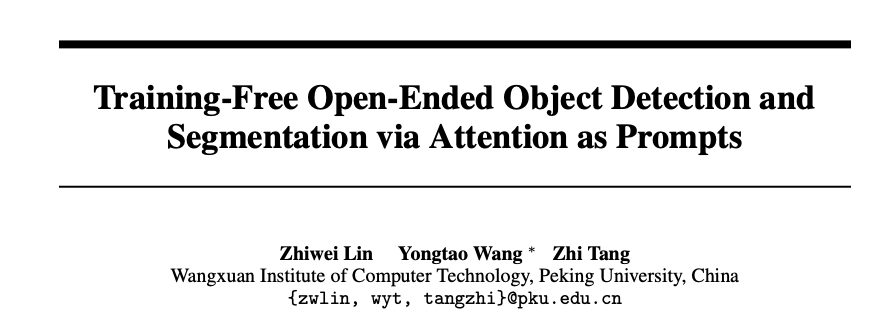 Training-Free Open-Ended Object Detection and
Segmentation via Attention as Prompts
Zhiwei Lin Yongtao Wang * Zhi Tang
Wangxuan Institute of Computer Technology, Peking University, China
{zwlin, wyt, tangzhi}@pku.edu.cn